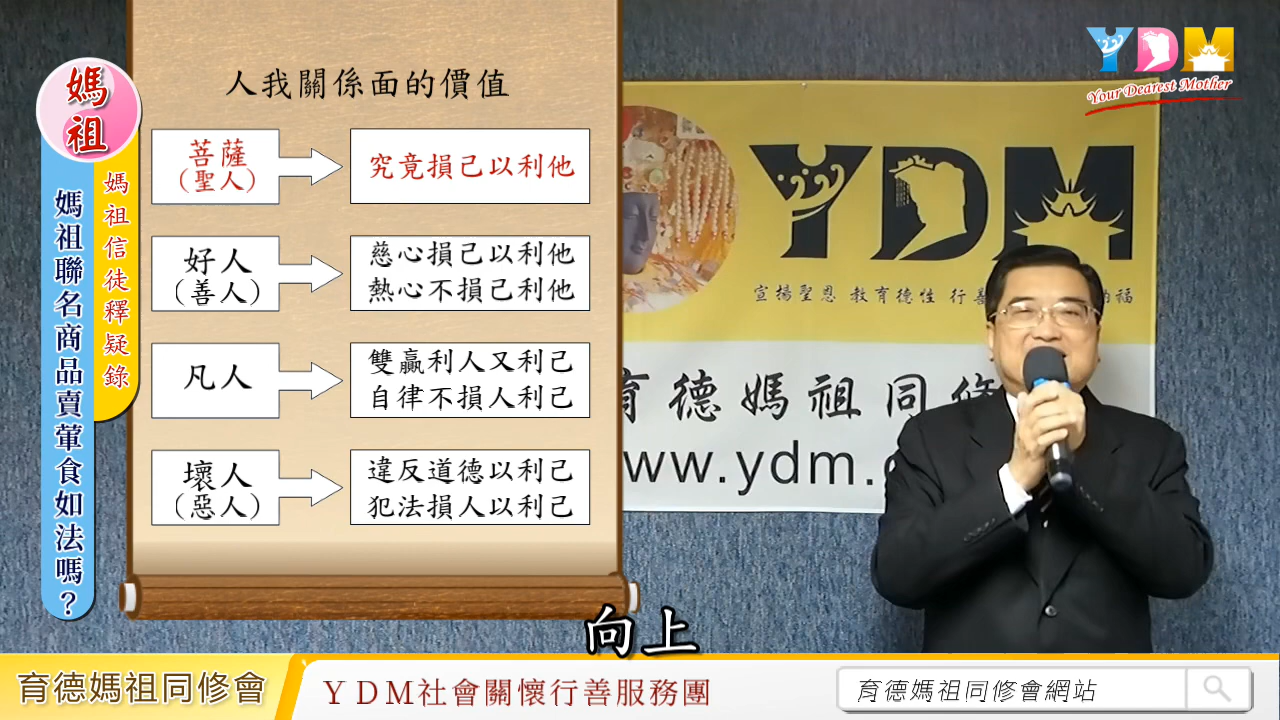 YDM
Your Dearest Mother
媽祖
媽祖信徒釋疑錄
媽祖聯名商品賣葷食如法嗎？
人我關係面的價值
菩薩
（聖人）
究竟損己以利他
好人
（善人）
慈心損己以利他
熱心不損己利他
凡人
雙贏利人又利己
自律不損人利己
壞人
（惡人）
違反道德以利己
犯法損人以利己
YDM
宣揚聖恩 教育德性 行善
福
育德媽祖同修
www.ydm.
向上
育德媽祖同修會
ＹＤＭ社會關懷行善服務團
育德媽祖同修會網站